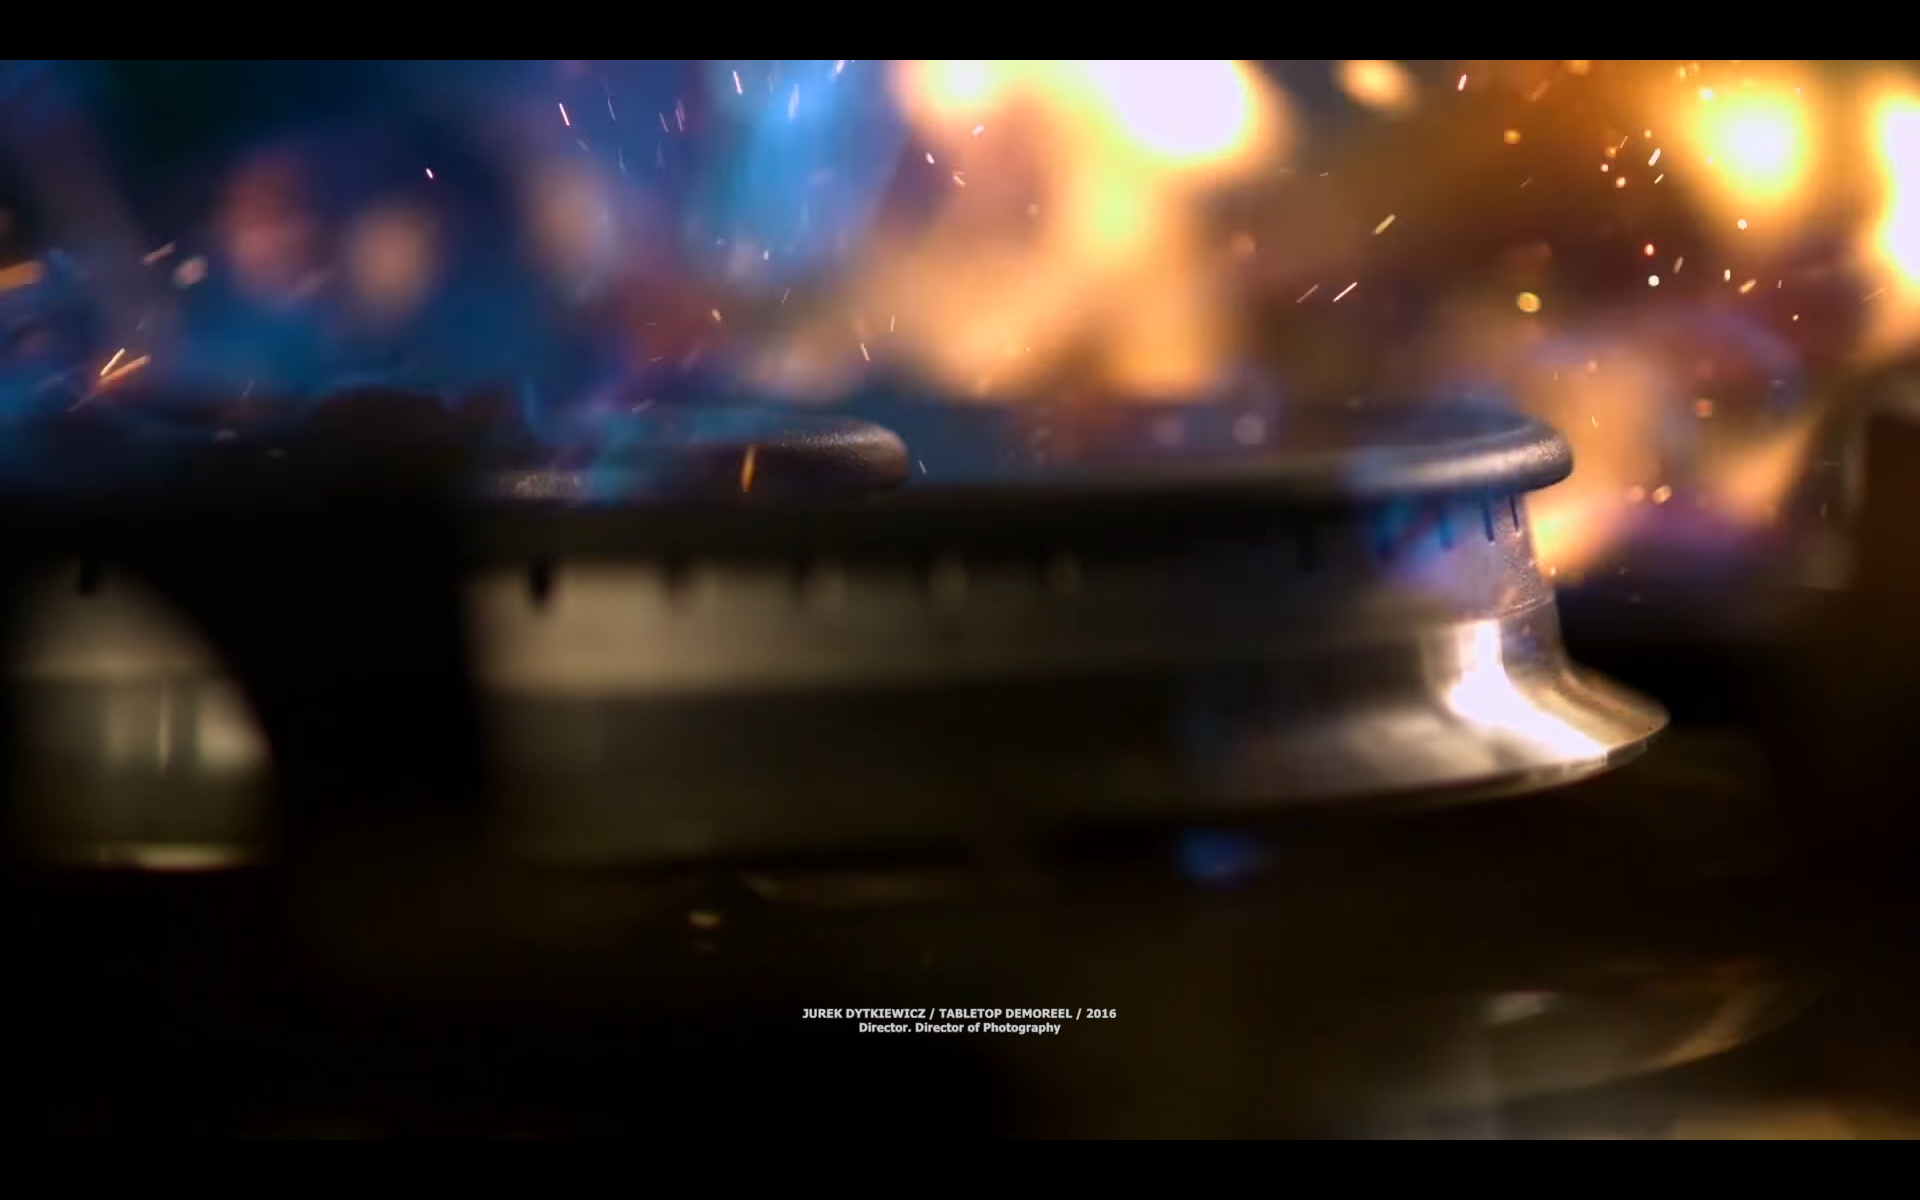 JUREK DYTKIEWICZ / TABLETOP DEMOREEL / 2016
Director. Director of Photography